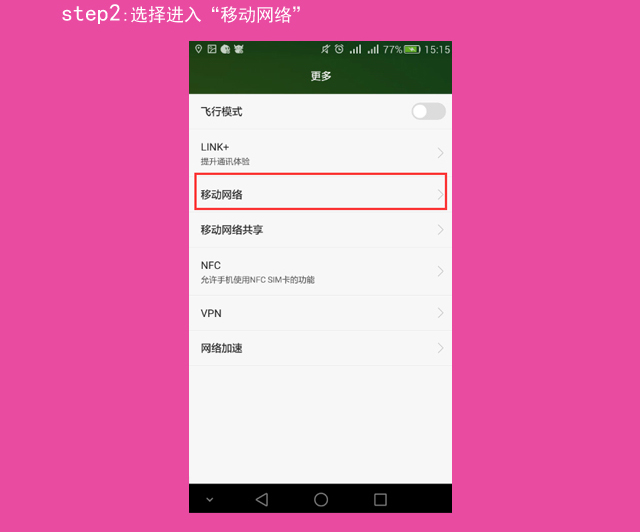 step2:选择进入“移动网络”
77% 15:15
更多
飞行模式
LINK+
提升通讯体验
移动网络
移动网络共享
NFC
允许手机使用NFC SIM卡的功能
VPN
网络加速